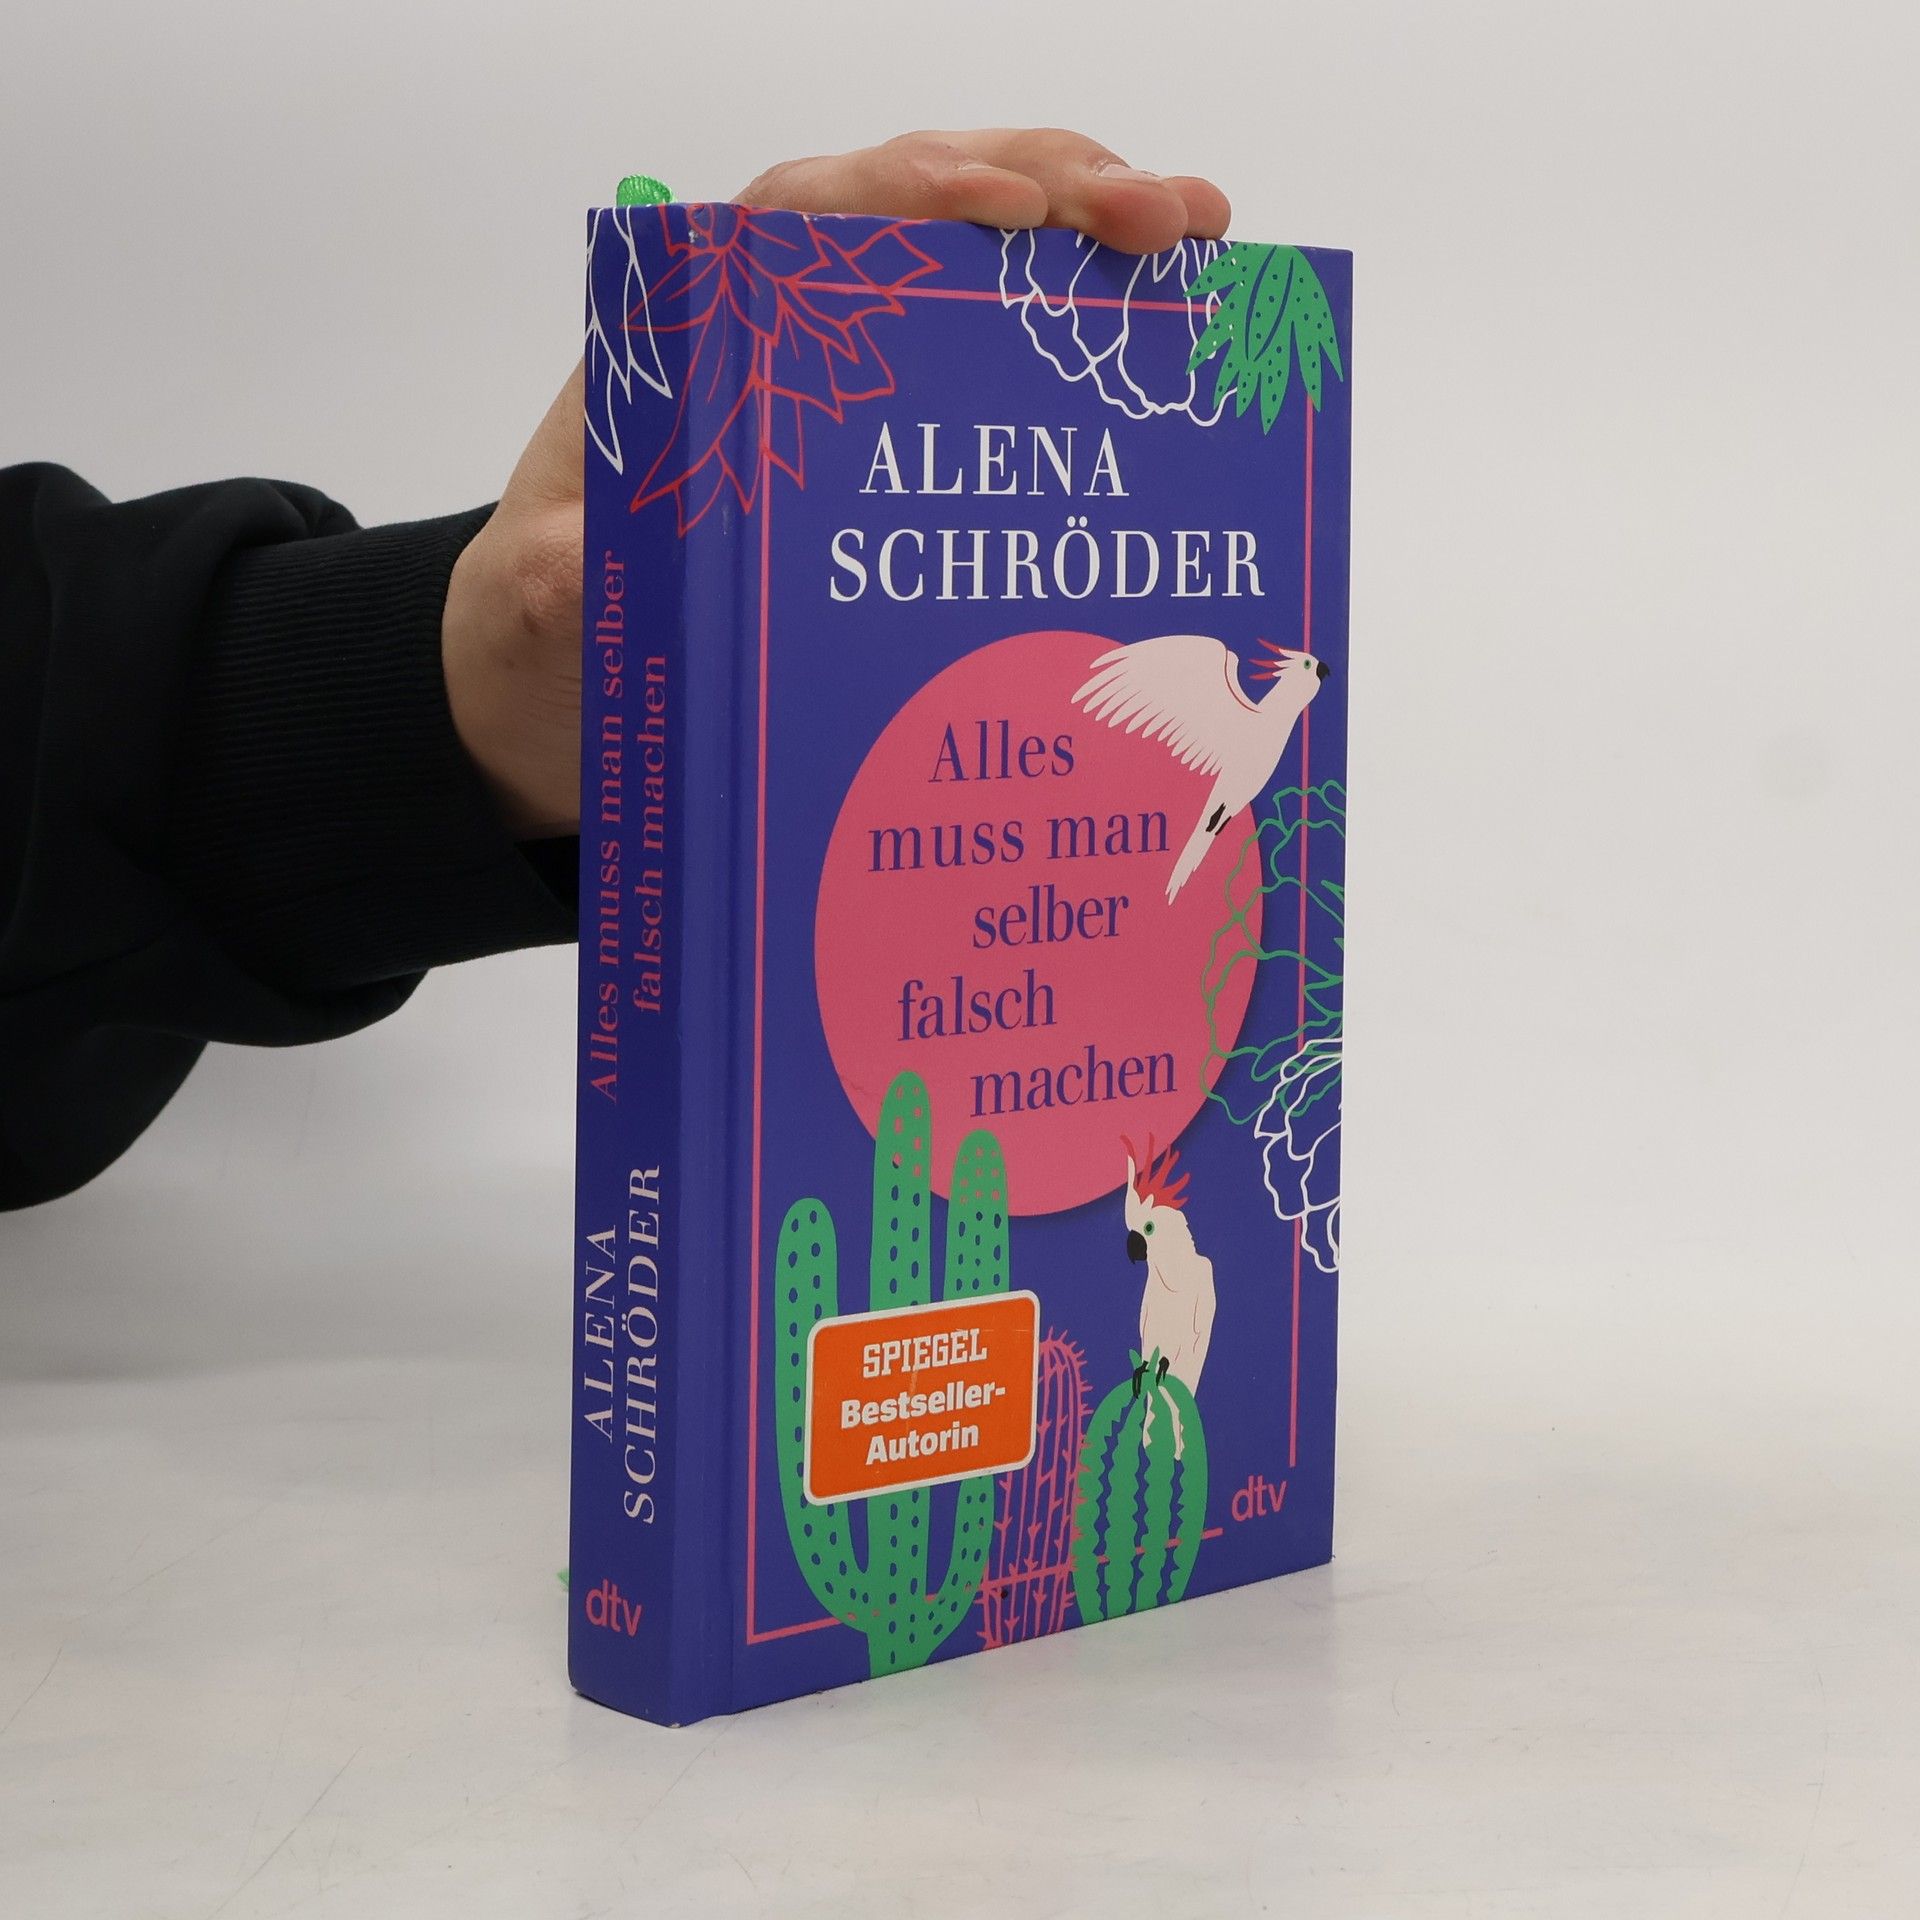 Alles muss man selber
falsch machen
ALENA
SCHRÖDER
dtv
ALENA
SCHRÖDER
Alles
muss man
selber
falsch
machen
SPIEGEL
Bestseller-
Autorin
dtv